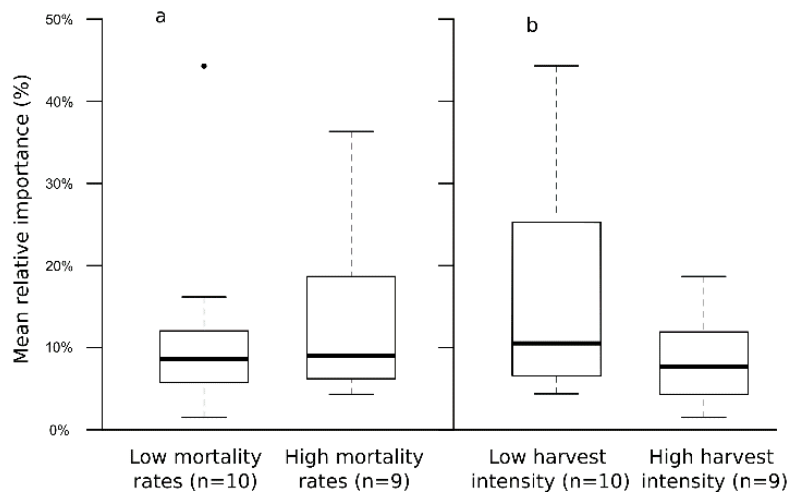 a
b
Mean relative importance (%)
50%
40%
30%
20%
10%
0%
Low mortality
rates (n=10)
High mortality
rates (n=9)
Low harvest
intensity (n=10)
High harvest
intensity (n=9)